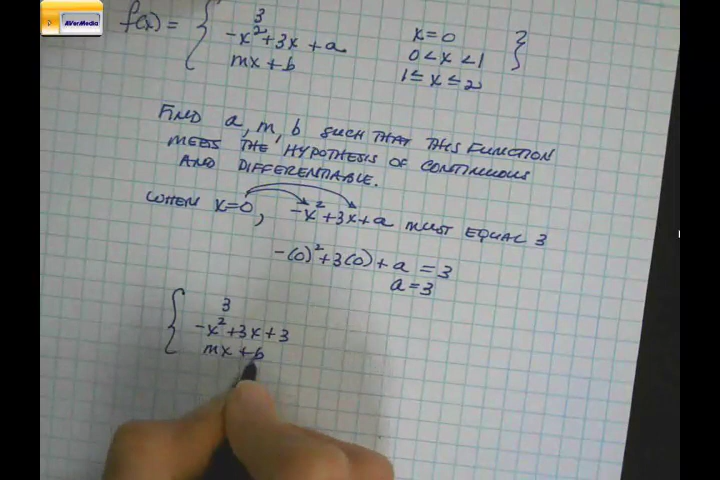 AVerMedia
f(x) = { 3 x=0 }
-x²+3x+a 0<x<1
mx+b 1≤x≤2
FIND a, m, b SUCH THAT THIS FUNCTION
MEETS THE HYPOTHESIS OF CONTINUOUS
AND DIFFERENTIABLE.
WHEN x=0, -x²+3x+a MUST EQUAL 3
-(0)²+3(0)+a=3
a=3
{ 3
-x²+3x+3
mx+b